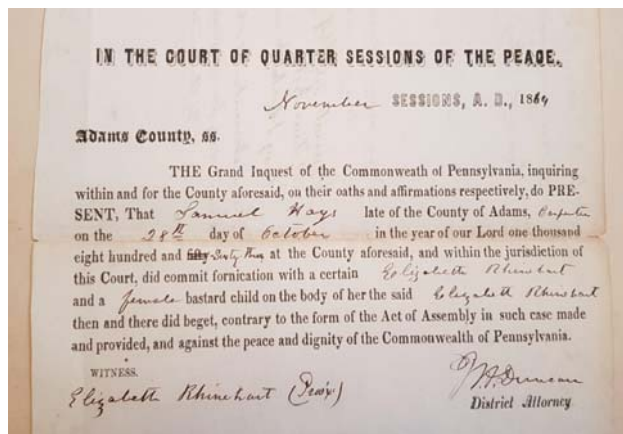 IN THE COURT OF QUARTER SESSIONS OF THE PEACE.
November SESSIONS, A. D., 1864
Adams County, ss.
THE Grand Inquest of the Commonweath of Pennsylvania, inquiring
within and for the County aforesaid, on their oaths and affirmations respectively, do PRE-
SENT, That Samuel Hays late of the County of Adams, Carpenter
on the 28th day of October in the year of our Lord one thousand
eight hundred and fifty Sixty Three at the County aforesaid, and within the jurisdiction of
this Court, did commit fornication with a certain Elizabeth Rhinehart
and a female bastard child on the body of her the said Elizabeth Rhinehart
then and there did beget, contrary to the form of the Act of Assembly in such case made
and provided, and against the peace and dignity of the Commonwealth of Pennsylvania.
WITNESS.
Elizabeth Rhinehart (Prox)
Duncan
District Attorney